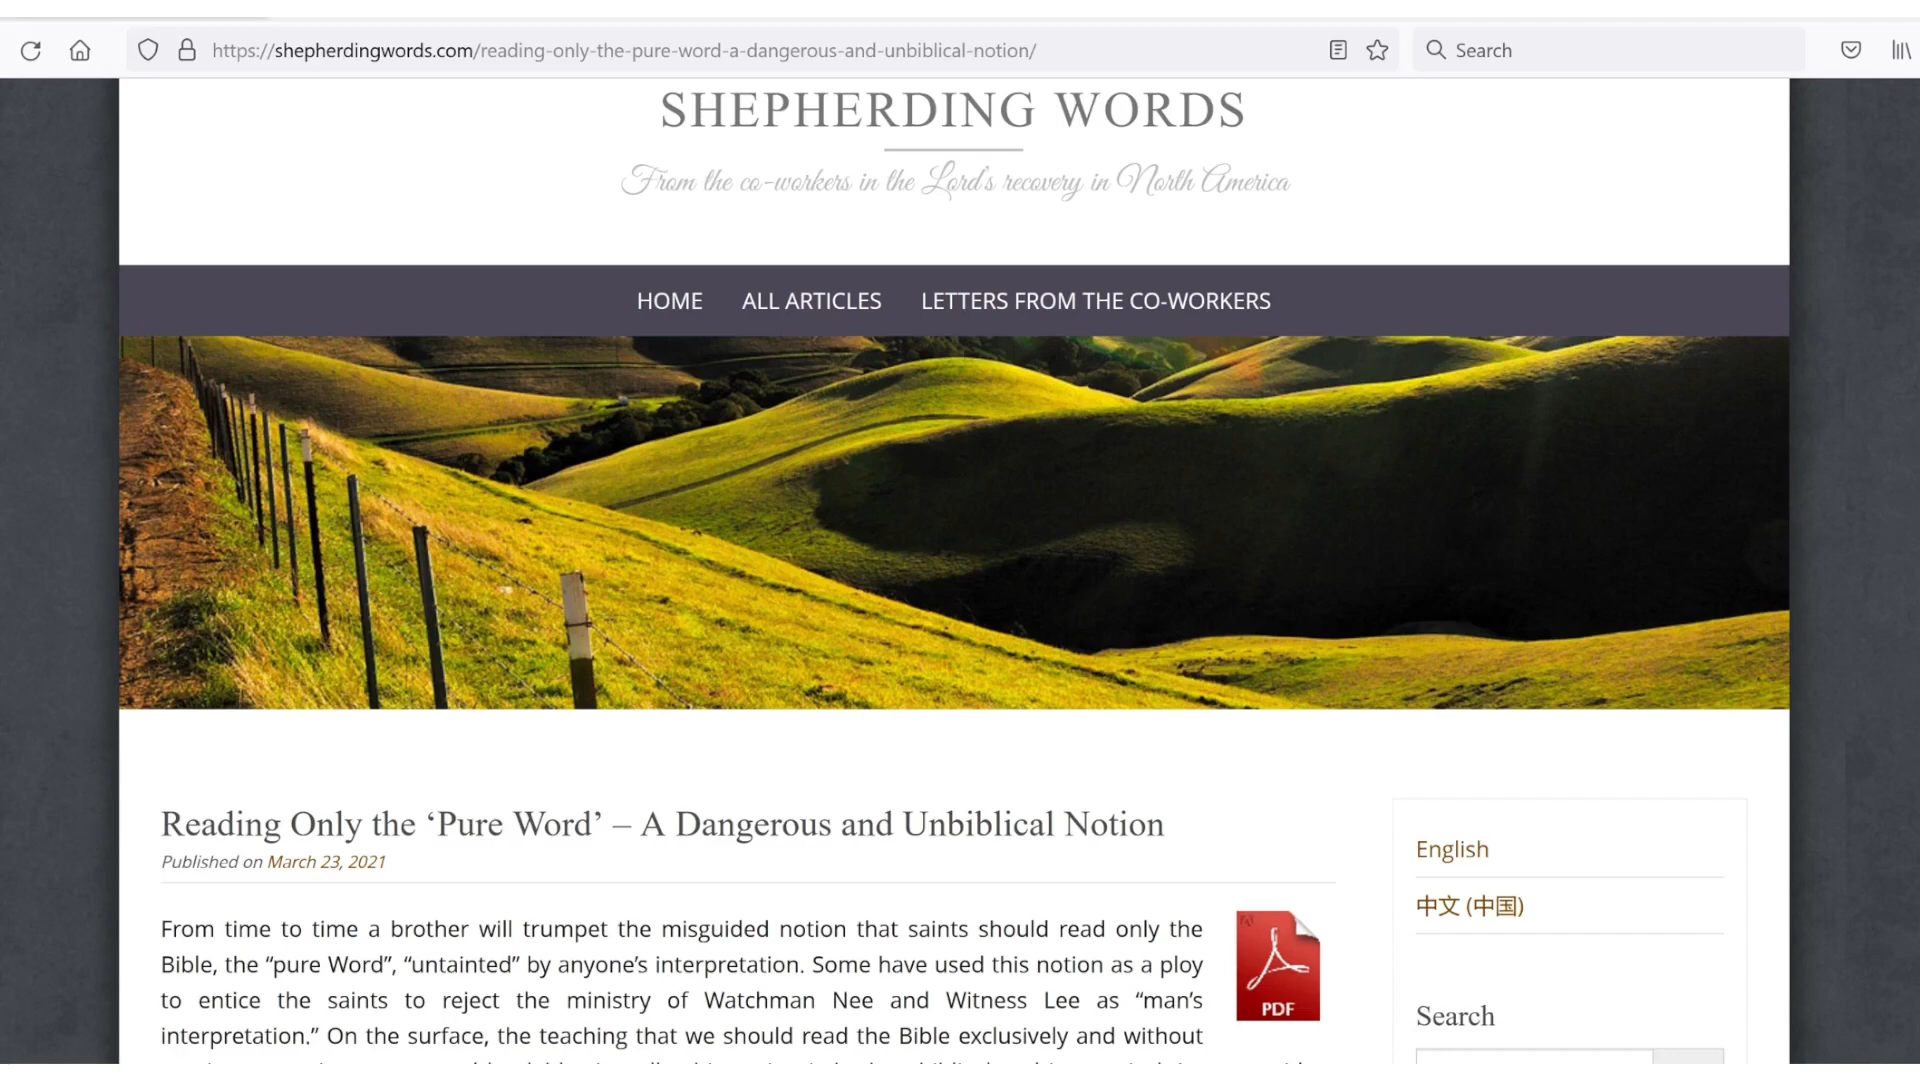 https://shepherdingwords.com/reading-only-the-pure-word-a-dangerous-and-unbiblical-notion/
Search
SHEPHERDING WORDS
From the co-workers in the Lord's recovery in North America
HOME ALL ARTICLES LETTERS FROM THE CO-WORKERS
Reading Only the ‘Pure Word’ – A Dangerous and Unbiblical Notion
Published on March 23, 2021
From time to time a brother will trumpet the misguided notion that saints should read only the
Bible, the “pure Word”, “untainted” by anyone’s interpretation. Some have used this notion as a ploy
to entice the saints to reject the ministry of Watchman Nee and Witness Lee as “man’s
interpretation.” On the surface, the teaching that we should read the Bible exclusively and without
PDF
English
中文 (中国)
Search